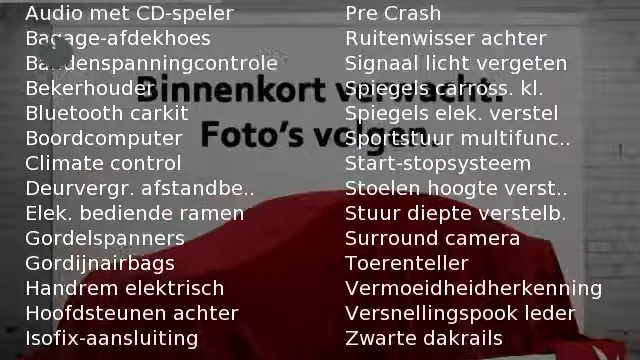 Audio met CD-speler
Bagage-afdekhoes
Bandenspanningcontrole
Bekerhouder
Bluetooth carkit
Boordcomputer
Climate control
Deurvergr. afstandbe..
Elek. bediende ramen
Gordelspanners
Gordijnairbags
Handrem elektrisch
Hoofdsteunen achter
Isofix-aansluiting
Pre Crash
Ruitenwisser achter
Signaal licht vergeten
Spiegels carross. kl.
Spiegels elek. verstel
Sportstuur multifunc..
Start-stopsysteem
Stoelen hoogte verst..
Stuur diepte verstelb.
Surround camera
Toerenteller
Vermoeidheidherkenning
Versnellingspook leder
Zwarte dakrails
Binnenkort verwacht.
Foto's volgen.